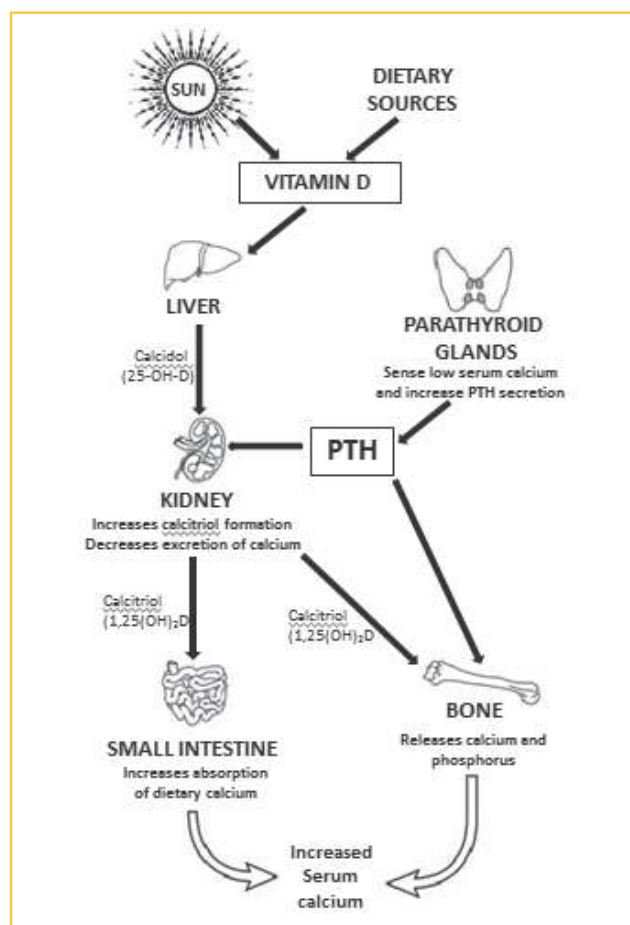 SUN
DIETARY
SOURCES
VITAMIN D
LIVER
PARATHYROID
GLANDS
Sense low serum calcium
and increase PTH secretion
Calcidol
(25-OH-D)
PTH
KIDNEY
Increases calcitriol formation
Decreases excretion of calcium
Calcitriol
(1,25(OH)₂D
Calcitriol
(1,25(OH)₂D
SMALL INTESTINE
Increases absorption
of dietary calcium
BONE
Releases calcium and
phosphorus
Increased
Serum
calcium